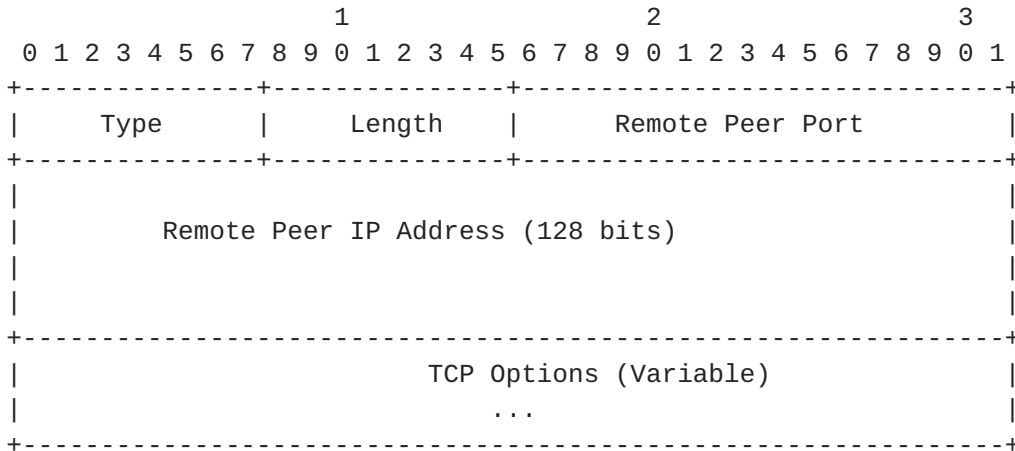 1                   2                   3
 0 1 2 3 4 5 6 7 8 9 0 1 2 3 4 5 6 7 8 9 0 1 2 3 4 5 6 7 8 9 0 1
+---------------+---------------+-------------------------------+
|     Type      |     Length    |      Remote Peer Port         |
+---------------+---------------+-------------------------------+
|                                                               |
|         Remote Peer IP Address (128 bits)                     |
|                                                               |
|                                                               |
+---------------------------------------------------------------+
|                          TCP Options (Variable)               |
|                              ...                              |
+---------------------------------------------------------------+